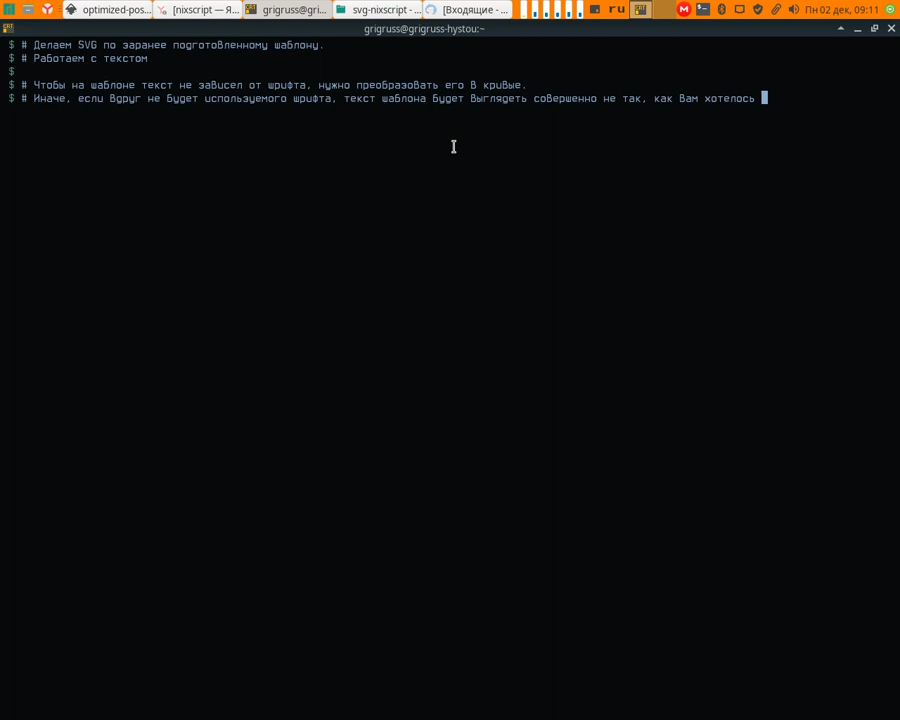 optimized-pos... [nixscript — Я... grigruss@gri... svg-nixscript - ... [Входящие - ... ru Пн 02 дек, 09:11
grigruss@grigruss-hystou:~
$ # Делаем SVG по заранее подготовленному шаблону.
$ # Работаем с текстом
$
$ # Чтобы на шаблоне текст не зависел от шрифта, нужно преобразовать его в кривые.
$ # Иначе, если вдруг не будет используемого шрифта, текст шаблона будет выглядеть совершенно не так, как Вам хотелось